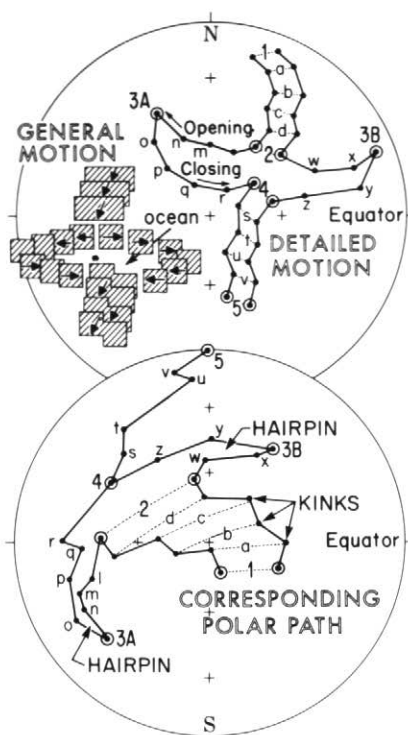 N
1
a
b
c
d
3A
Opening
n
m
o
Closing
p
q
r
4
2
3B
w
x
y
z
GENERAL
MOTION
ocean
Equator
s
DETAILED
MOTION
t
u
v
5
5
v
u
t
s
y
HAIRPIN
z
3B
w
x
4
2
KINKS
d
c
b
r
a
Equator
q
1
p
l
m
n
o
3A
HAIRPIN
CORRESPONDING
POLAR PATH
S